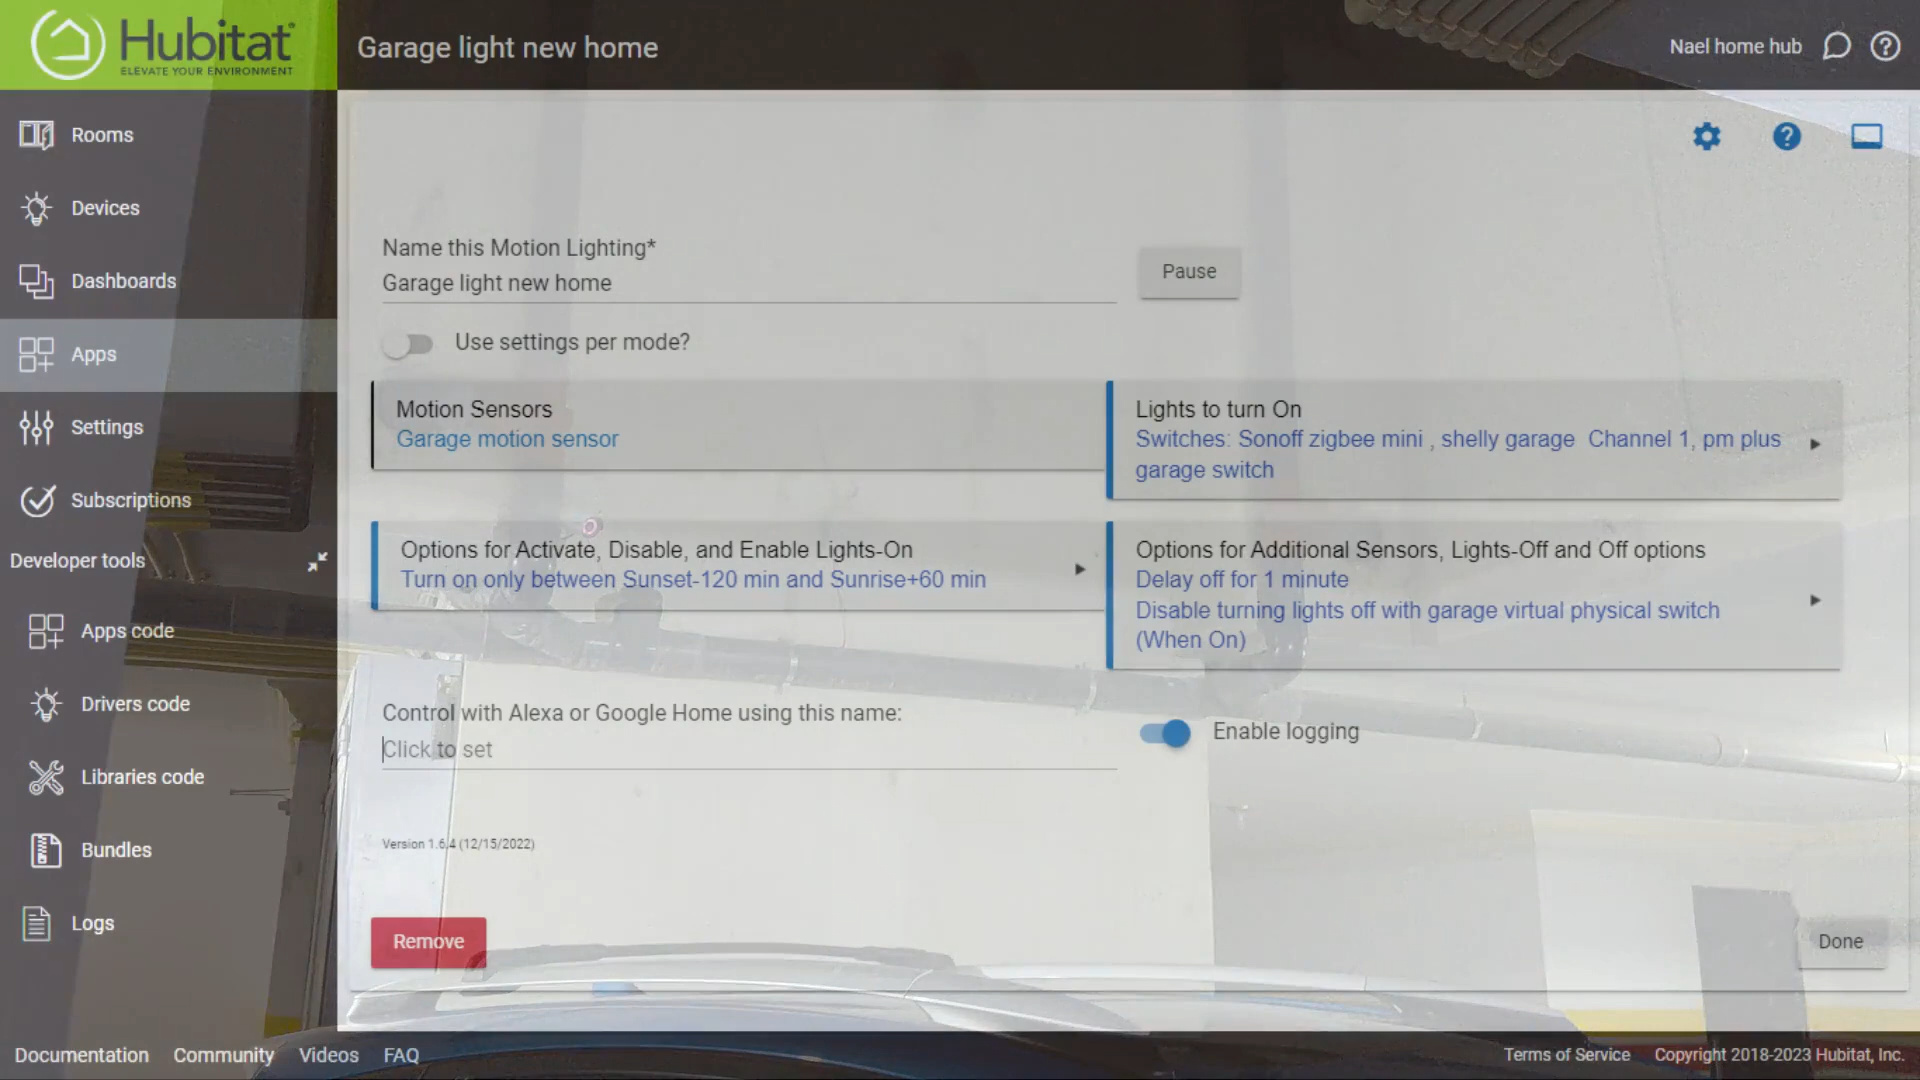 Hubitat®
ELEVATE YOUR ENVIRONMENT
Garage light new home
Nael home hub
Rooms
Devices
Dashboards
Apps
Settings
Subscriptions
Developer tools
Apps code
Drivers code
Libraries code
Bundles
Logs
Name this Motion Lighting*
Garage light new home
Pause
Use settings per mode?
Motion Sensors
Garage motion sensor
Lights to turn On
Switches: Sonoff zigbee mini , shelly garage Channel 1, pm plus
garage switch
Options for Activate, Disable, and Enable Lights-On
Turn on only between Sunset-120 min and Sunrise+60 min
Options for Additional Sensors, Lights-Off and Off options
Delay off for 1 minute
Disable turning lights off with garage virtual physical switch
(When On)
Control with Alexa or Google Home using this name:
Click to set
Enable logging
Version 1.6.4 (12/15/2022)
Remove
Done
Documentation Community Videos FAQ
Terms of Service Copyright 2018-2023 Hubitat, Inc.